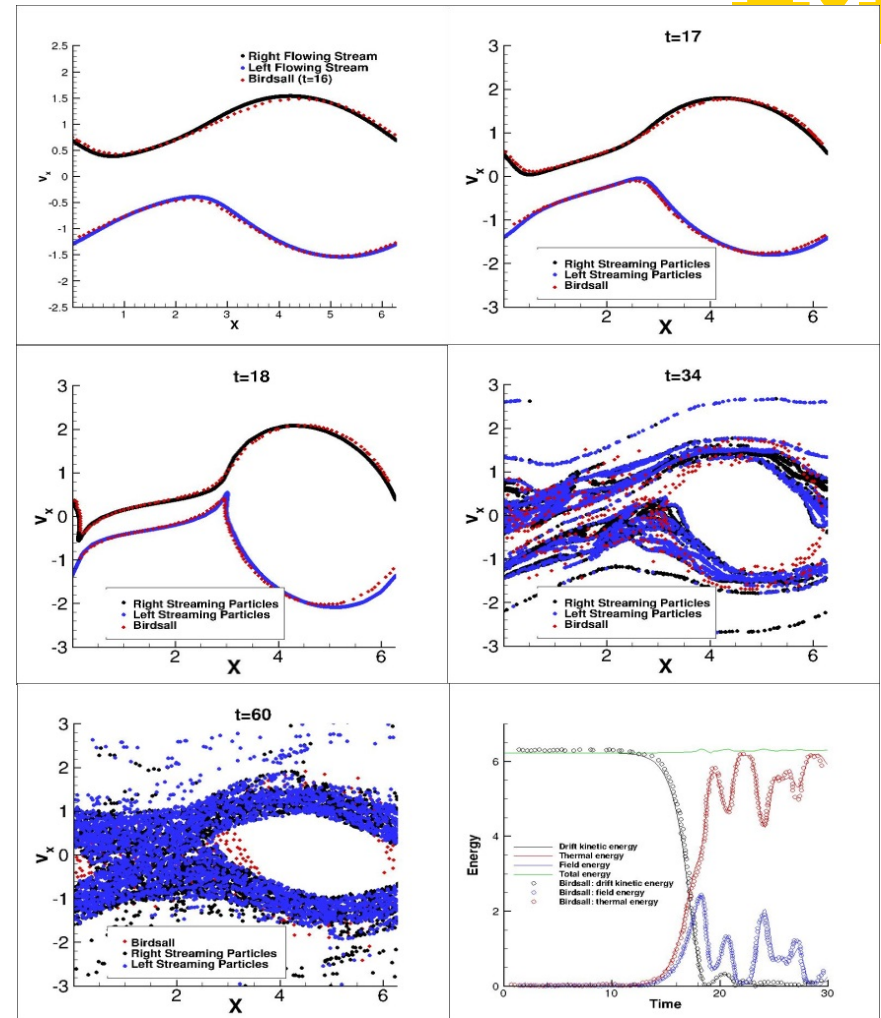 2.5
2
1.5
1
0.5
0
-0.5
-1
-1.5
-2
-2.5
v_x
Right Flowing Stream
Left Flowing Stream
Birdsall (t=16)
1 2 3 4 5 6
X
t=17
3
2
1
0
-1
-2
-3
v_x
Right Streaming Particles
Left Streaming Particles
Birdsall
2 4 6
X
t=18
3
2
1
0
-1
-2
-3
v_x
Right Streaming Particles
Left Streaming Particles
Birdsall
2 4 6
X
t=34
3
2
1
0
-1
-2
-3
v_x
Right Streaming Particles
Left Streaming Particles
Birdsall
2 4 6
X
t=60
3
2
1
0
-1
-2
-3
v_x
Birdsall
Right Streaming Particles
Left Streaming Particles
2 4 6
X
6
4
2
0
Energy
Drift kinetic energy
Thermal energy
Field energy
Total energy
Birdsall: drift kinetic energy
Birdsall: field energy
Birdsall: thermal energy
0 10 20 30
Time